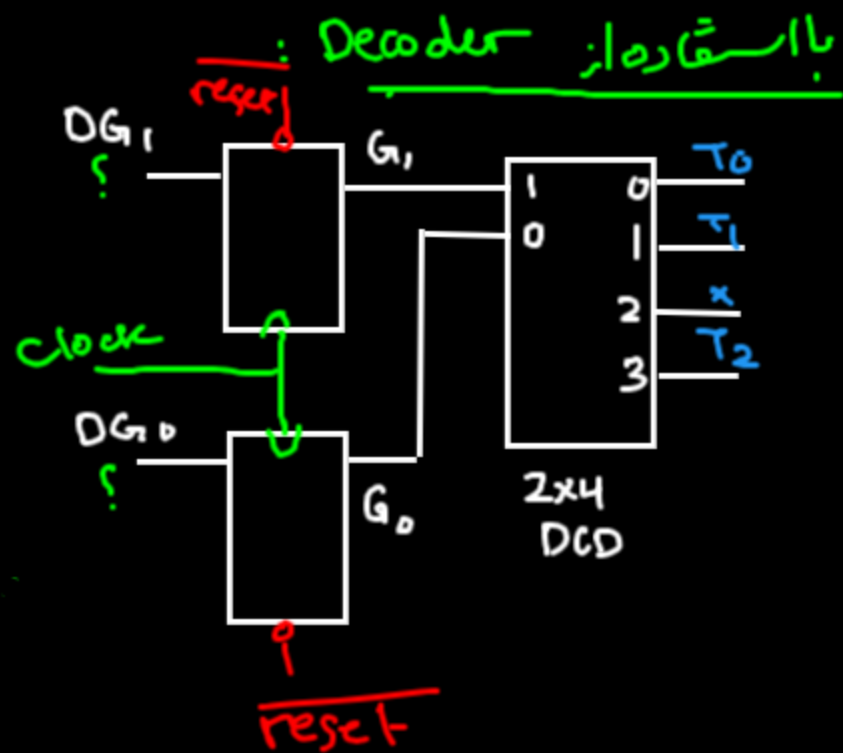 با استفاده از Decoder :
reset
DG1
؟
G1
1
0
0
1
2
3
T0
T1
x
T2
clock
DG0
؟
G0
2x4
DCD
reset